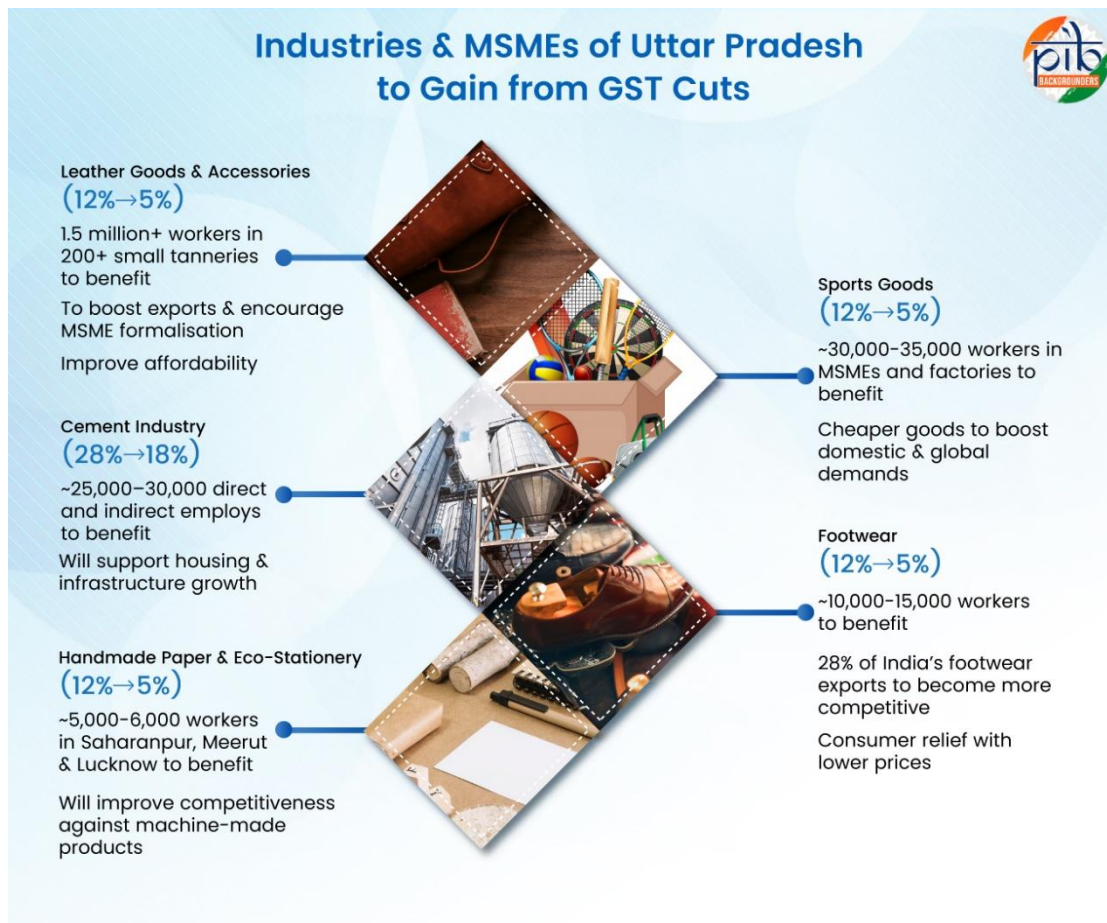 Industries & MSMEs of Uttar Pradesh
to Gain from GST Cuts
pib
BACKGROUNDERS
Leather Goods & Accessories
(12%→5%)
1.5 million+ workers in
200+ small tanneries
to benefit
To boost exports & encourage
MSME formalisation
Improve affordability
Sports Goods
(12%→5%)
~30,000-35,000 workers in
MSMEs and factories to
benefit
Cheaper goods to boost
domestic & global
demands
Cement Industry
(28%→18%)
~25,000–30,000 direct
and indirect employs
to benefit
Will support housing &
infrastructure growth
Footwear
(12%→5%)
~10,000-15,000 workers
to benefit
28% of India's footwear
exports to become more
competitive
Consumer relief with
lower prices
Handmade Paper & Eco-Stationery
(12%→5%)
~5,000-6,000 workers
in Saharanpur, Meerut
& Lucknow to benefit
Will improve competitiveness
against machine-made
products